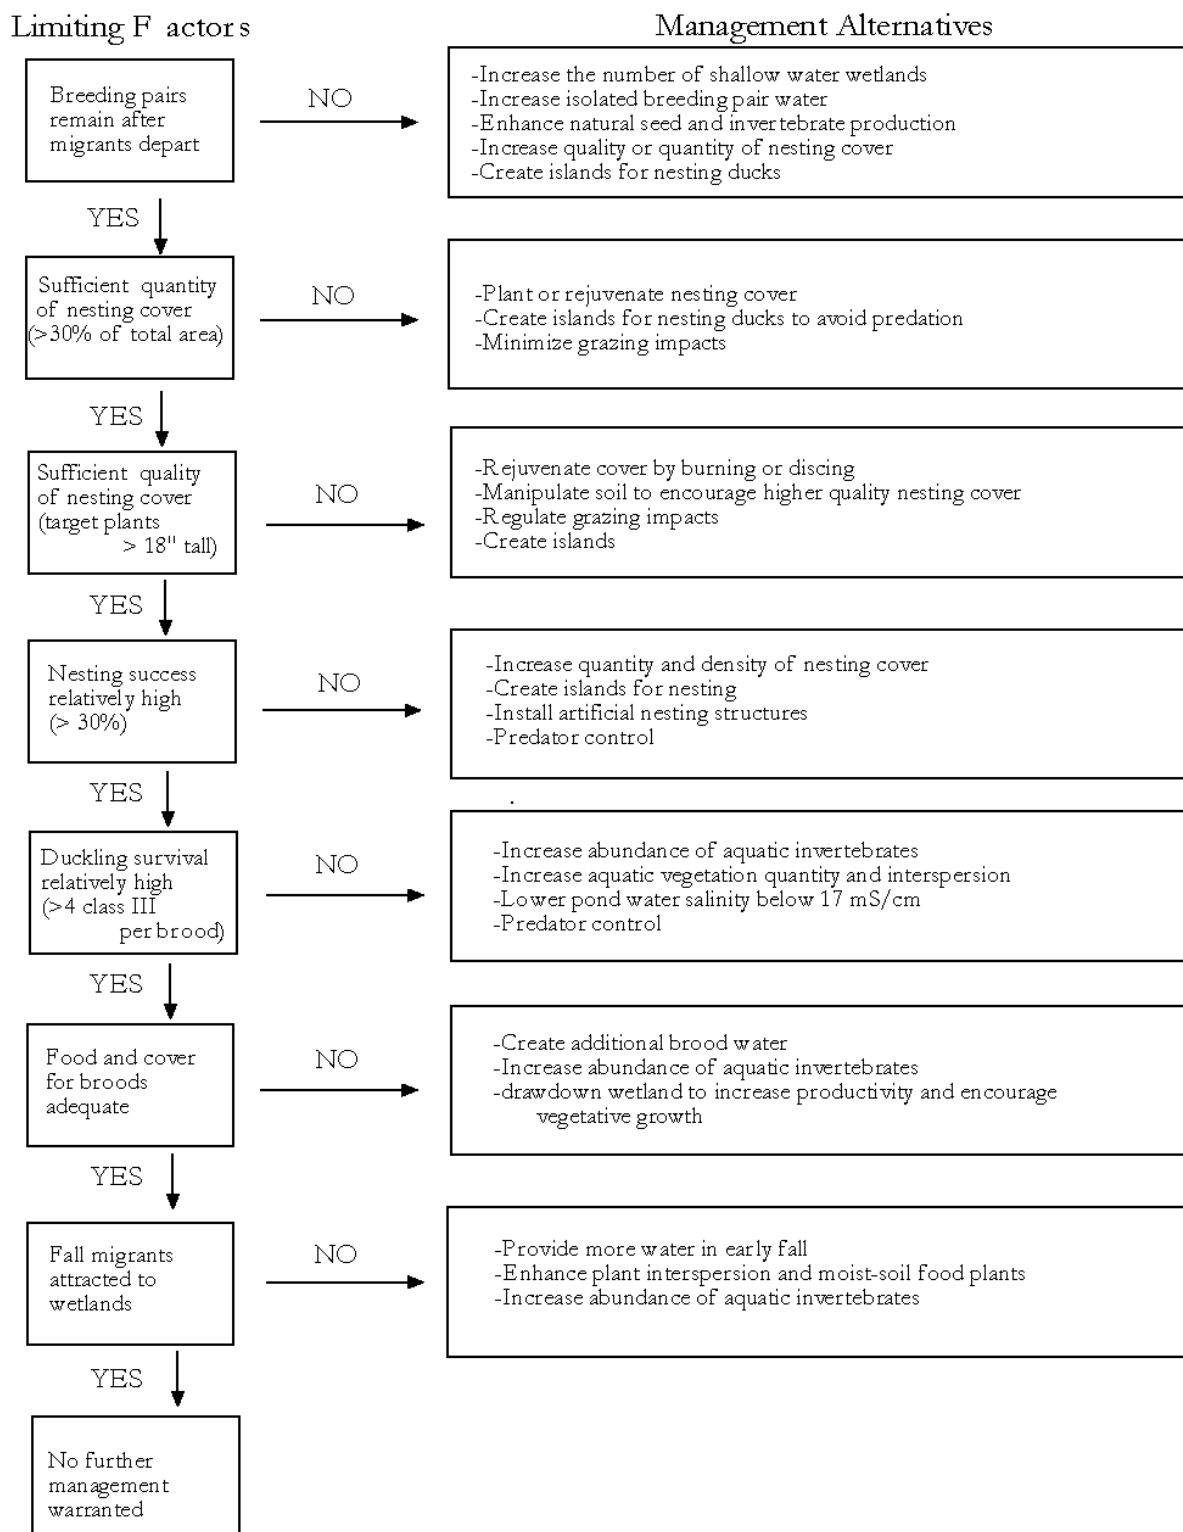 Limiting F actors
Management Alternatives
Breeding pairs
remain after
migrants depart
NO
-Increase the number of shallow water wetlands
-Increase isolated breeding pair water
-Enhance natural seed and invertebrate production
-Increase quality or quantity of nesting cover
-Create islands for nesting ducks
YES
Sufficient quantity
of nesting cover
(>30% of total area)
NO
-Plant or rejuvenate nesting cover
-Create islands for nesting ducks to avoid predation
-Minimize grazing impacts
YES
Sufficient quality
of nesting cover
(target plants
> 18" tall)
NO
-Rejuvenate cover by burning or discing
-Manipulate soil to encourage higher quality nesting cover
-Regulate grazing impacts
-Create islands
YES
Nesting success
relatively high
(> 30%)
NO
-Increase quantity and density of nesting cover
-Create islands for nesting
-Install artificial nesting structures
-Predator control
YES
Duckling survival
relatively high
(>4 class III
per brood)
NO
-Increase abundance of aquatic invertebrates
-Increase aquatic vegetation quantity and interspersion
-Lower pond water salinity below 17 mS/cm
-Predator control
YES
Food and cover
for broods
adequate
NO
-Create additional brood water
-Increase abundance of aquatic invertebrates
-drawdown wetland to increase productivity and encourage
vegetative growth
YES
Fall migrants
attracted to
wetlands
NO
-Provide more water in early fall
-Enhance plant interspersion and moist-soil food plants
-Increase abundance of aquatic invertebrates
YES
No further
management
warranted